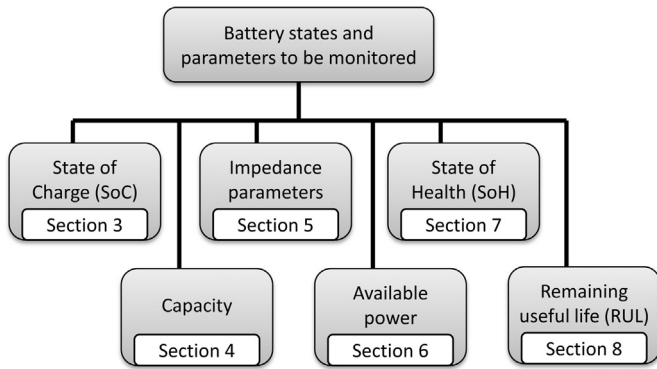 Battery states and
parameters to be monitored
State of
Charge (SoC)
Section 3
Impedance
parameters
Section 5
State of
Health (SoH)
Section 7
Capacity
Section 4
Available
power
Section 6
Remaining
useful life (RUL)
Section 8